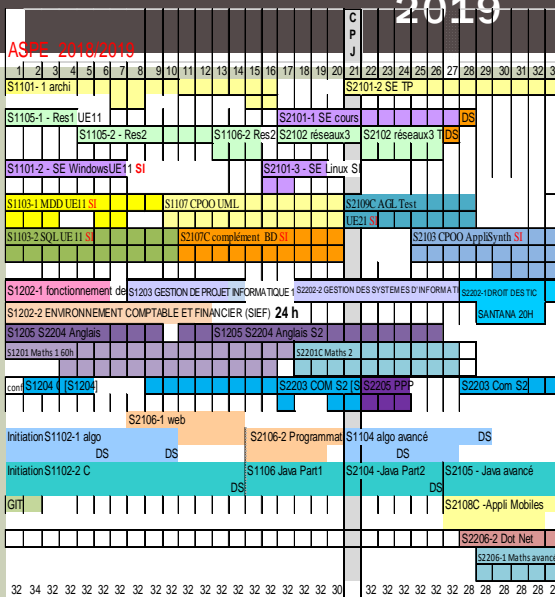 2019
C
P
J
ASPE 2018/2019
1 2 3 4 5 6 7 8 9 10 11 12 13 14 15 16 17 18 19 20 21 22 23 24 25 26 27 28 29 30 31 32
S1101- 1 archi S2101-2 SE TP
S1105-1 - Res1 UE11 S2101-1 SE cours DS
S1105-2 - Res2 S1106-2 Res2 S2102 réseaux3 S2102 réseaux3 T DS
S1101-2 - SE WindowsUE11 SI S2101-3 - SE Linux SI
S1103-1 MDD UE11 SI S1107 CPOO UML S2109C AGL Test
UE21 SI
S1103-2 SQL UE11 SI S2107C complément BD SI S2103 CPOO AppliSynth SI
S1202-1 fonctionnement de S1203 GESTION DE PROJET INFORMATIQUE 1 S2202-2 GESTION DES SYSTEMES D'INFORMATI S2202-1DROIT DES TIC
S1202-2 ENVIRONNEMENT COMPTABLE ET FINANCIER (SIEF) 24 h SANTANA 20H
S1205 S2204 Anglais S1205 S2204 Anglais S2
S1201 Maths 1 60h S2201C Maths 2
conf S1204 ( [S1204] S2203 COM S2 [S S2205 PPP S2203 Com S2
S2106-1 web
Initiation S1102-1 algo S2106-2 Programmat S1104 algo avancé DS
DS DS DS
Initiation S1102-2 C S1106 Java Part1 S2104 -Java Part2 S2105 - Java avancé
DS DS
GIT S2108C -Appli Mobiles
S2206-2 Dot Net
S2206-1 Maths avancé
32 34 32 32 32 32 32 32 32 32 32 32 32 32 32 32 32 32 32 30 32 32 32 32 32 32 28 28 28 28 28